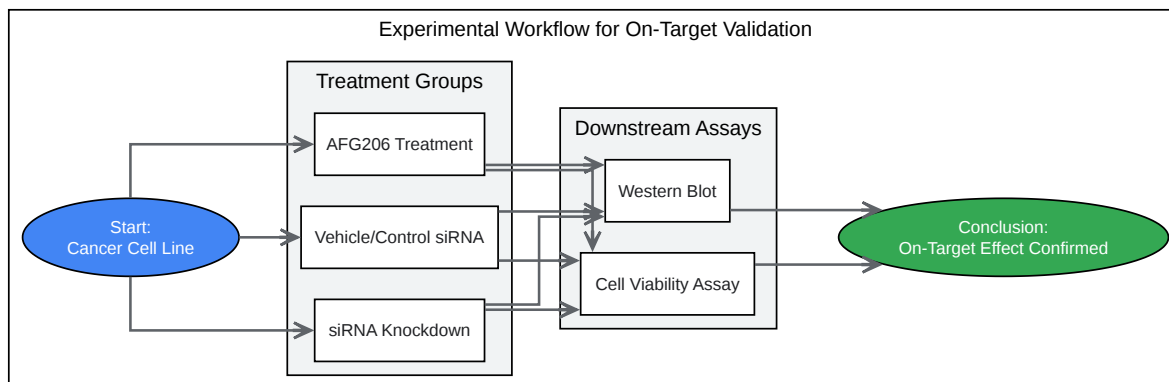 Experimental Workflow for On-Target Validation
Treatment Groups
AFG206 Treatment
Vehicle/Control siRNA
siRNA Knockdown
Downstream Assays
Western Blot
Cell Viability Assay
Start:
Cancer Cell Line
Conclusion:
On-Target Effect Confirmed